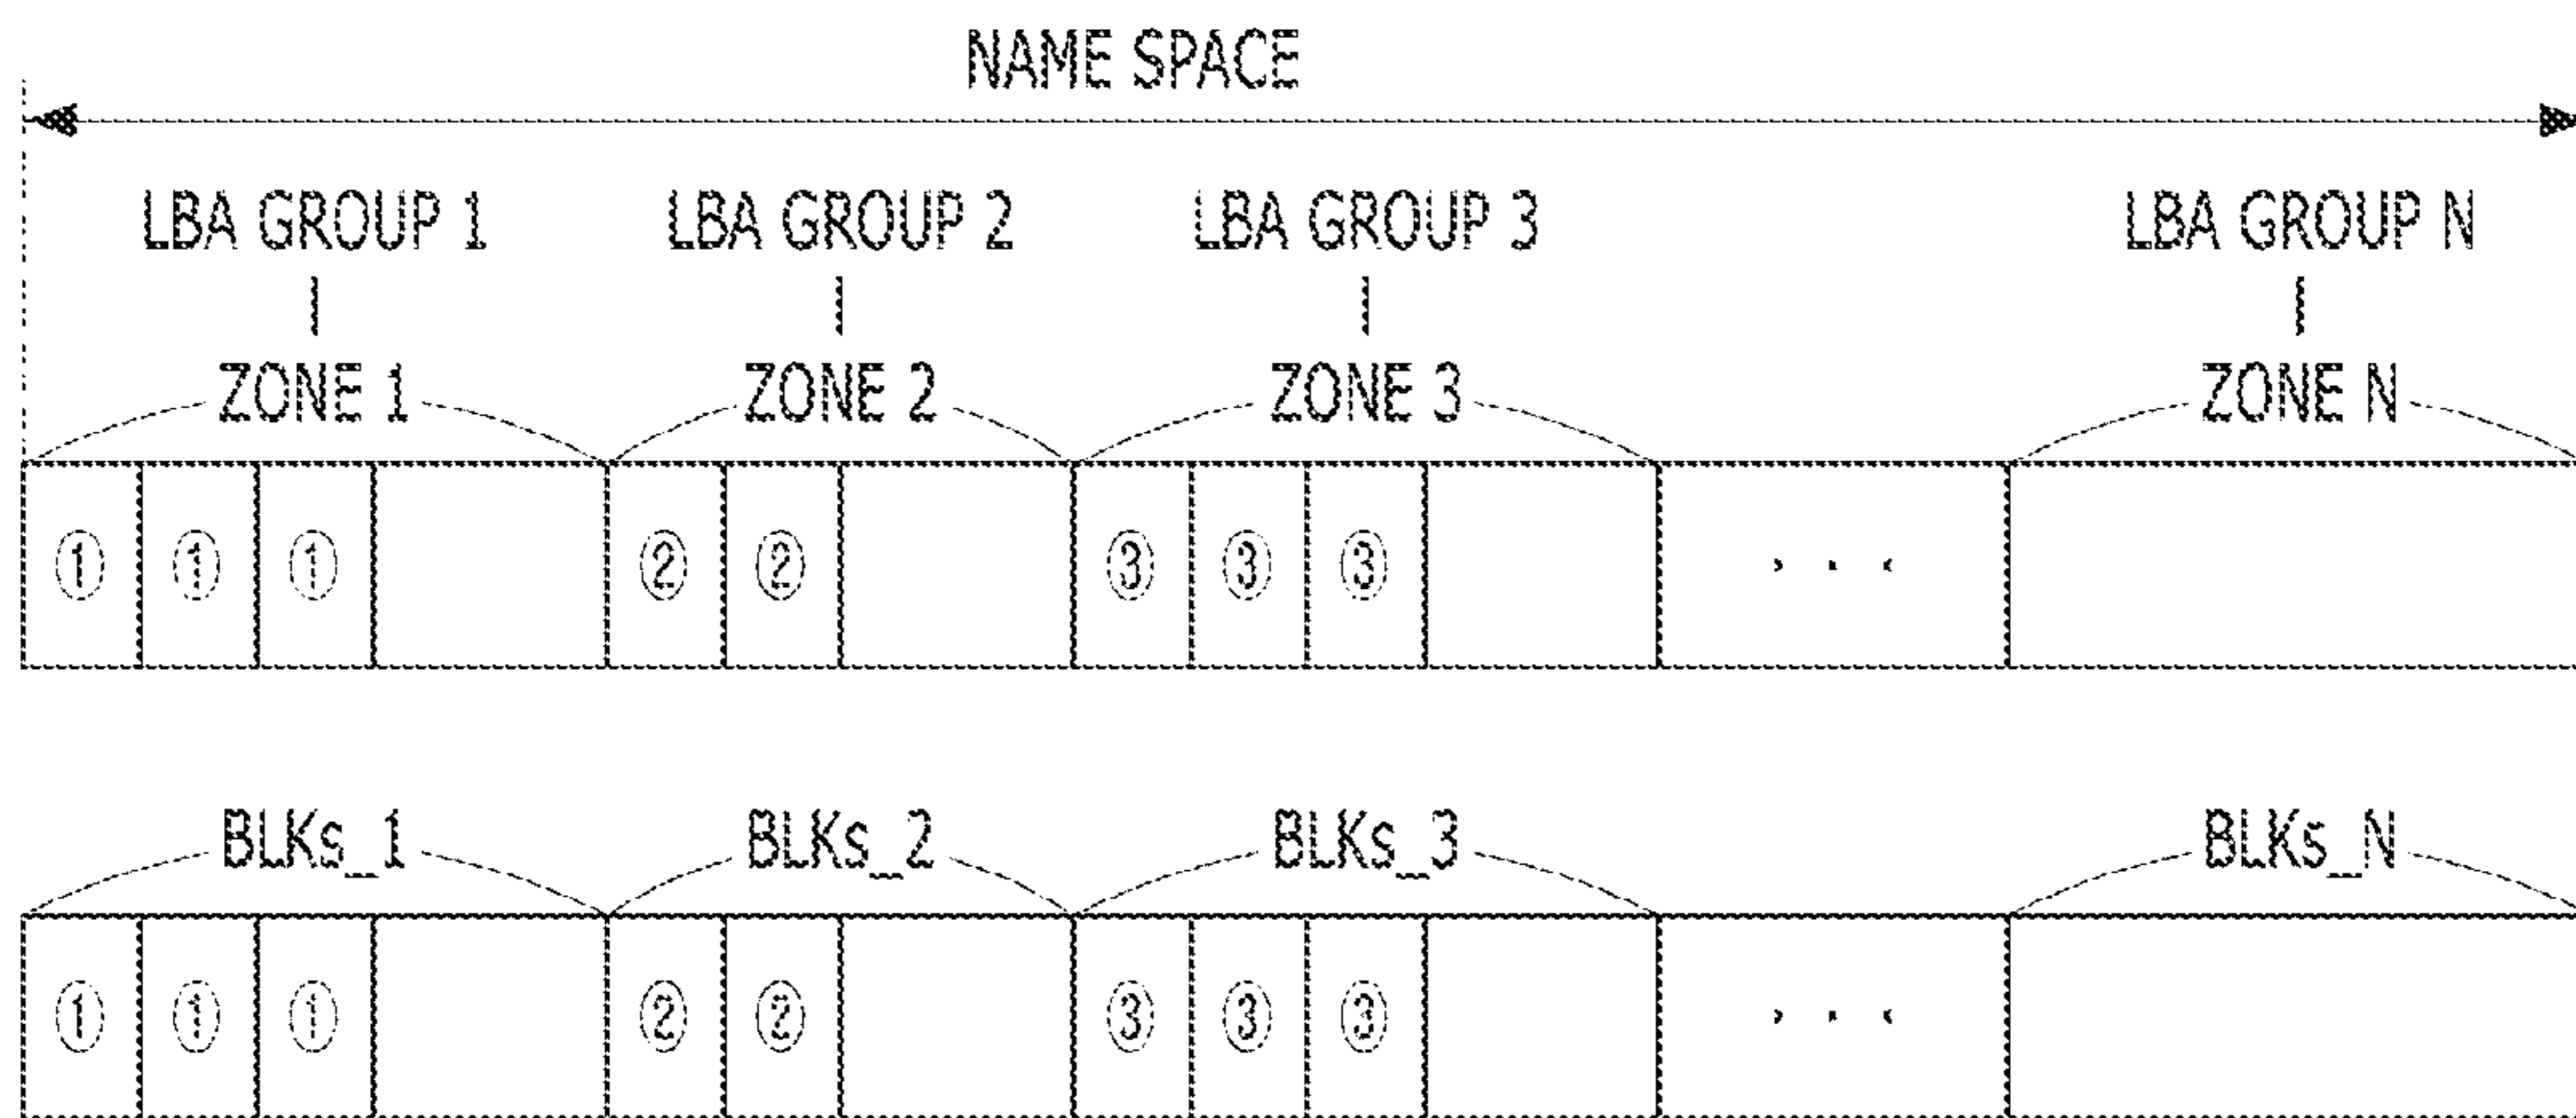 NAME SPACE
LBA GROUP 1 LBA GROUP 2 LBA GROUP 3 LBA GROUP N
ZONE 1 ZONE 2 ZONE 3 ZONE N
① ① ① ② ② ③ ③ ③ . . .
BLKs_1 BLKs_2 BLKs_3 BLKs_N
① ① ① ② ② ③ ③ ③ . . .